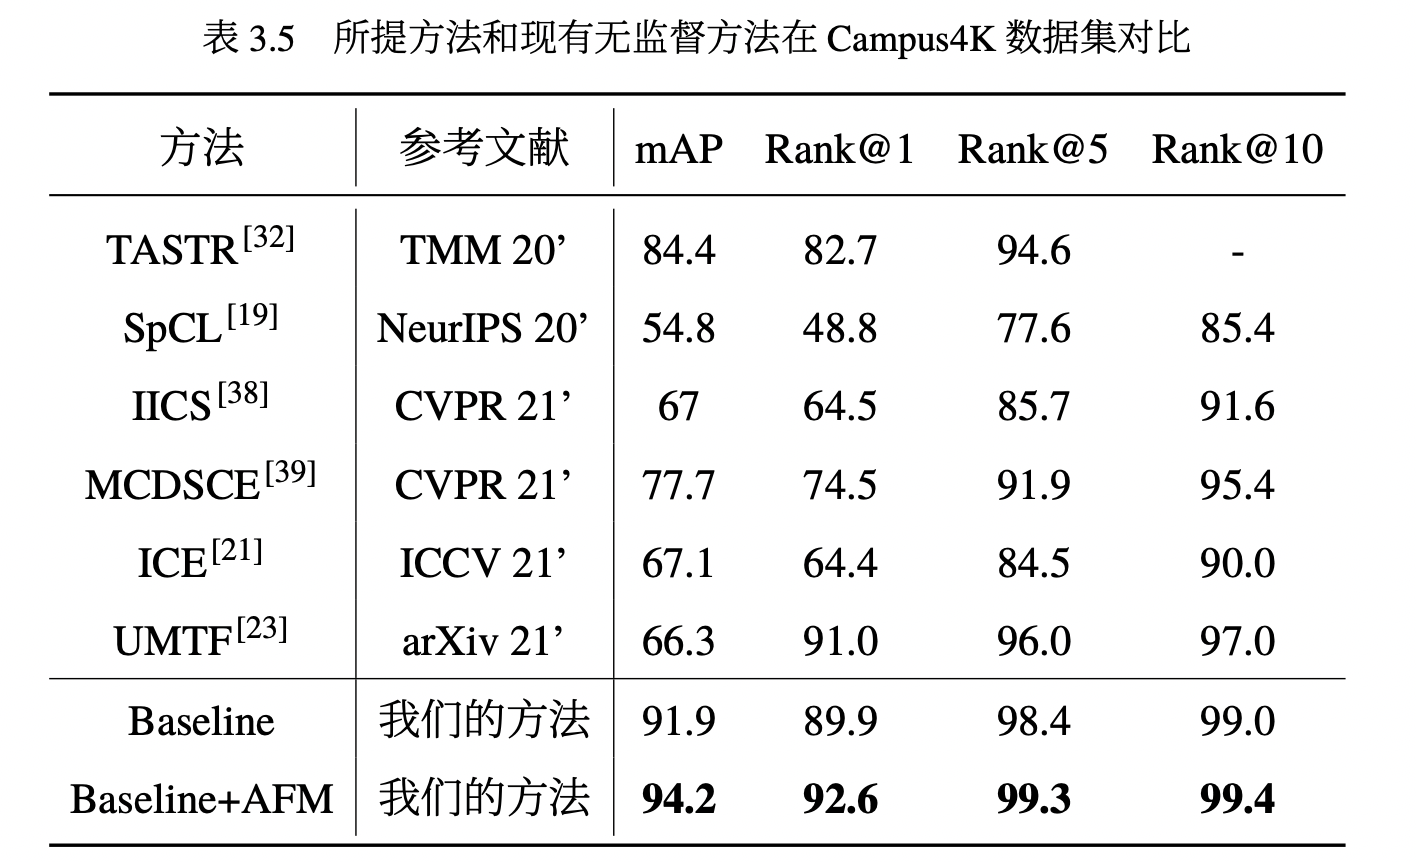 表 3.5 所提方法和现有无监督方法在 Campus4K 数据集对比
方法 参考文献 mAP Rank@1 Rank@5 Rank@10
TASTR[32] TMM 20’ 84.4 82.7 94.6 -
SpCL[19] NeurIPS 20’ 54.8 48.8 77.6 85.4
IICS[38] CVPR 21’ 67 64.5 85.7 91.6
MCDSCE[39] CVPR 21’ 77.7 74.5 91.9 95.4
ICE[21] ICCV 21’ 67.1 64.4 84.5 90.0
UMTF[23] arXiv 21’ 66.3 91.0 96.0 97.0
Baseline 我们的方法 91.9 89.9 98.4 99.0
Baseline+AFM 我们的方法 94.2 92.6 99.3 99.4